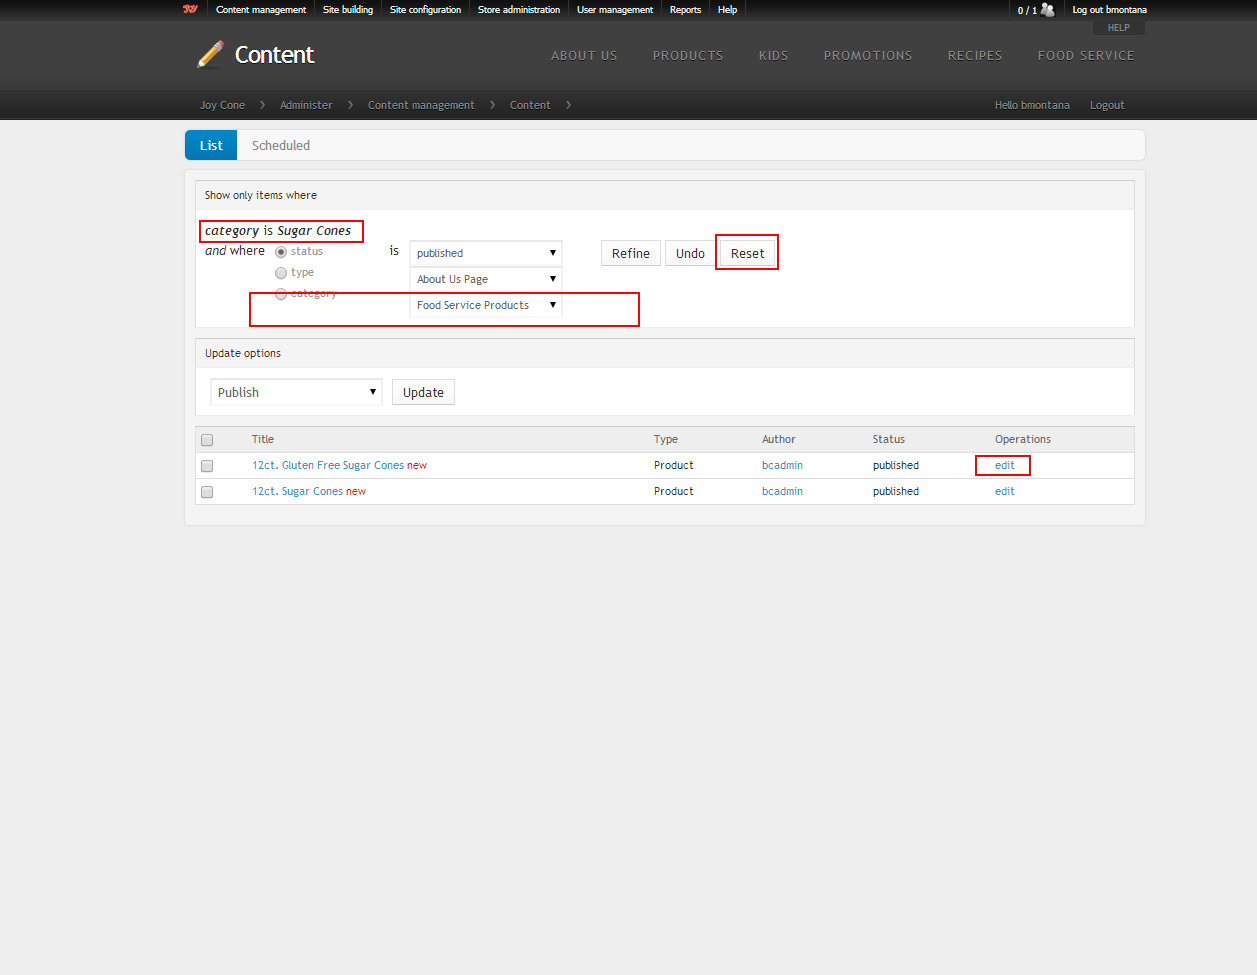 JOY Content management Site building Site configuration Store administration User management Reports Help 0 / 1 Log out bmontana
HELP
Content ABOUT US PRODUCTS KIDS PROMOTIONS RECIPES FOOD SERVICE
Joy Cone Administer Content management Content Hello bmontana Logout
List Scheduled
Show only items where
category is Sugar Cones
and where status is published Refine Undo Reset
type About Us Page
category Food Service Products
Update options
Publish Update
Title Type Author Status Operations
12ct. Gluten Free Sugar Cones new Product bcadmin published edit
12ct. Sugar Cones new Product bcadmin published edit